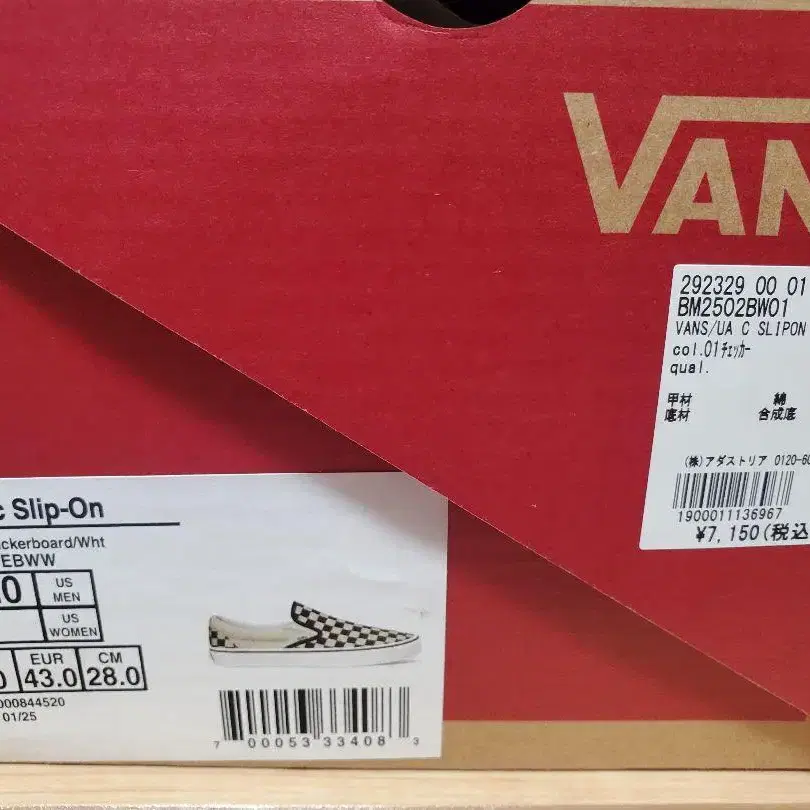 VAN
292329 00 01
BM2502BW01
VANS/UA C SLIPON
col.01ﾁｪｯｶｰ
qual.
甲材 綿
底材 合成底
(株)アダストリア 0120-60
1900011136967
¥7,150(税込
c Slip-On
ckerboard/Wht
EBWW
.0 US MEN
US WOMEN
EUR CM
0 43.0 28.0
000844520
01/25
7 00053 33408 3